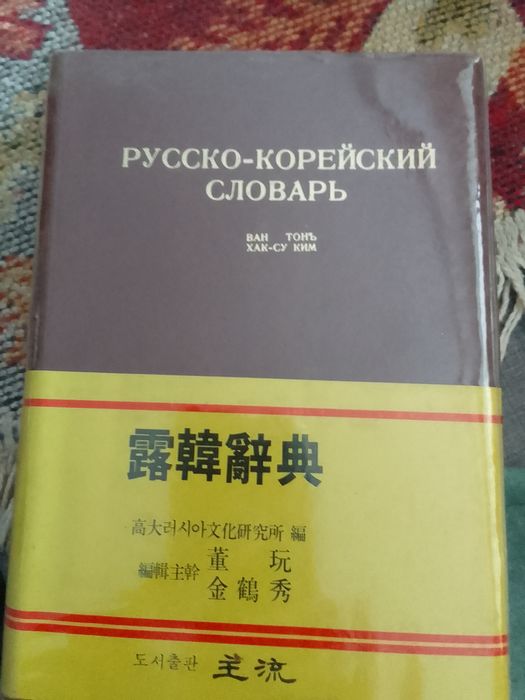 РУССКО-КОРЕЙСКИЙ
СЛОВАРЬ
ВАН ТОНЪ
ХАК-СУ КИМ
露韓辭典
高大러시아文化硏究所 編
編輯主幹 董玩
金鶴秀
도서출판 主流